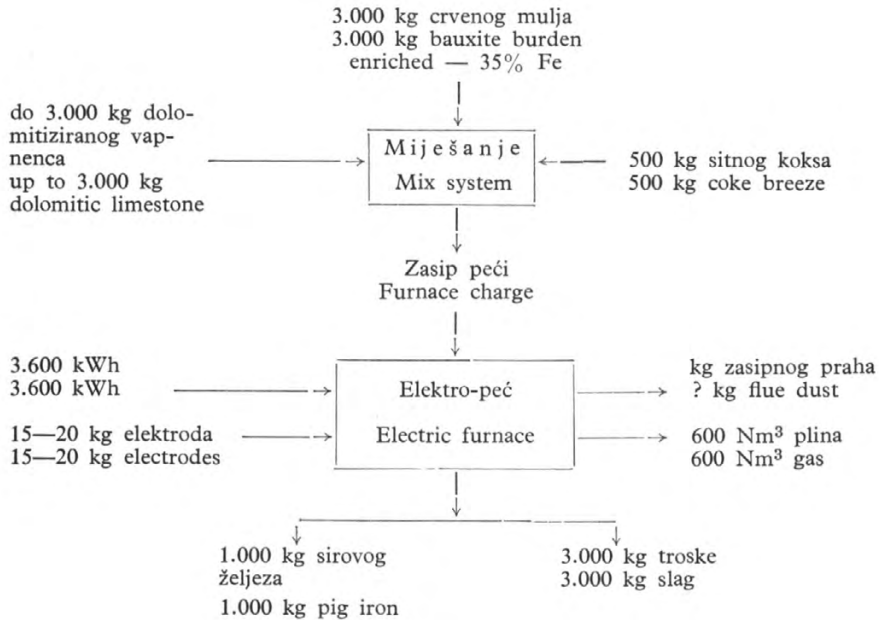 3.000 kg crvenog mulja
3.000 kg bauxite burden
enriched — 35% Fe
do 3.000 kg dolo-
mitiziranog vap-
nenca
up to 3.000 kg
dolomitic limestone
Miješanje
Mix system
500 kg sitnog koksa
500 kg coke breeze
Zasip peći
Furnace charge
3.600 kWh
3.600 kWh
15—20 kg elektroda
15—20 kg electrodes
Elektro-peć
Electric furnace
kg zasipnog praha
? kg flue dust
600 Nm³ plina
600 Nm³ gas
1.000 kg sirovog
željeza
1.000 kg pig iron
3.000 kg troske
3.000 kg slag